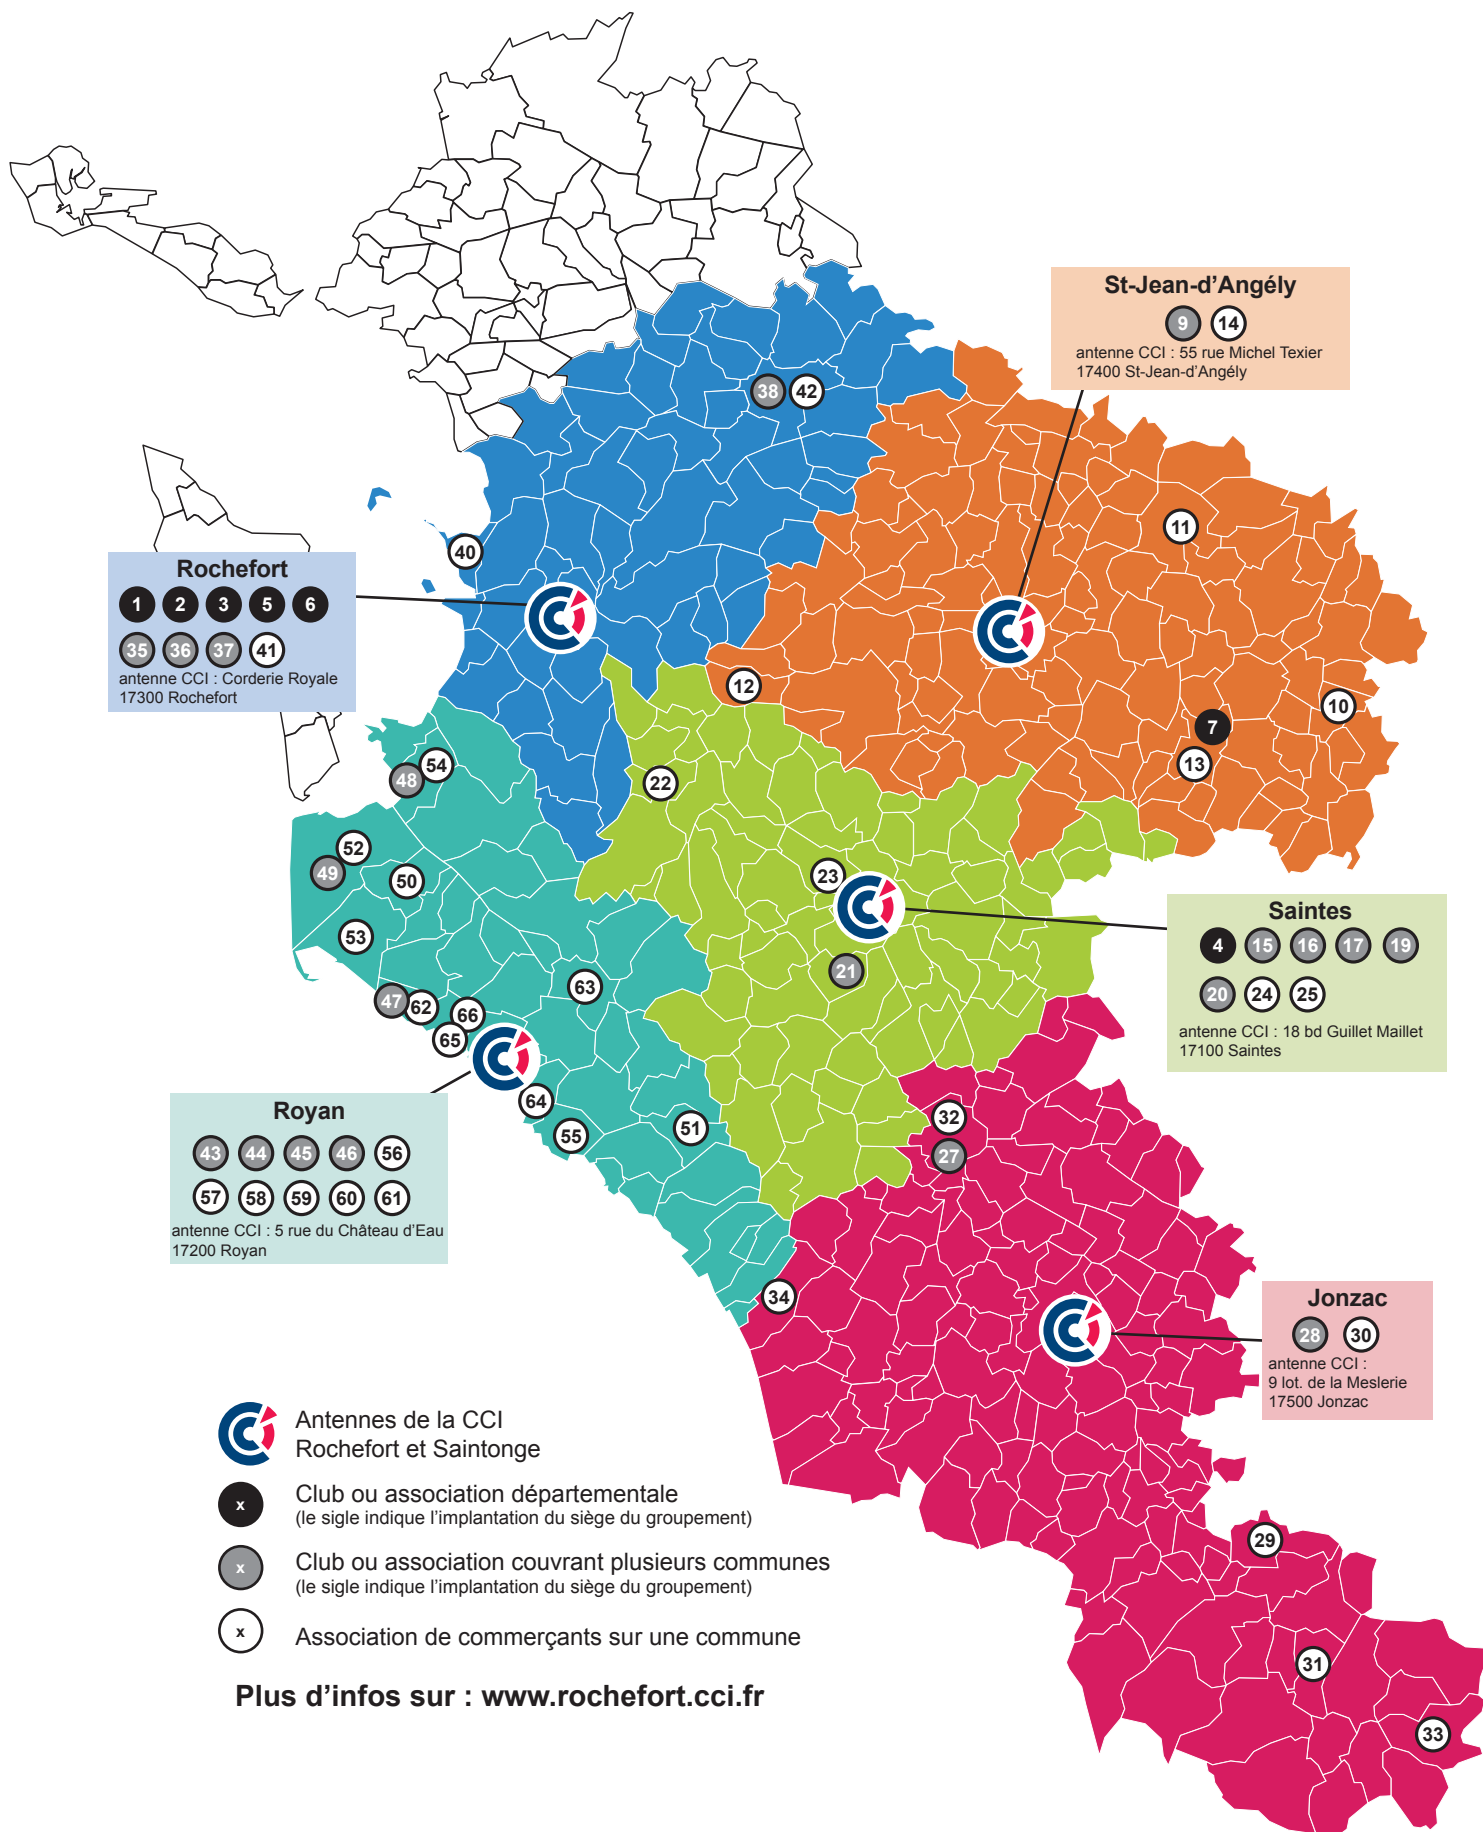 St-Jean-d'Angély
9 14
antenne CCI : 55 rue Michel Texier
17400 St-Jean-d'Angély
38 42
11
40
Rochefort
1 2 3 5 6
35 36 37 41
antenne CCI : Corderie Royale
17300 Rochefort
12
10
7
13
54
48
22
52
49
50
23
53
Saintes
4 15 16 17 19
20 24 25
antenne CCI : 18 bd Guillet Maillet
17100 Saintes
21
63
47 62
66
65
64
55
51
32
27
Royan
43 44 45 46 56
57 58 59 60 61
antenne CCI : 5 rue du Château d'Eau
17200 Royan
34
Jonzac
28 30
antenne CCI :
9 lot. de la Meslerie
17500 Jonzac
Antennes de la CCI
Rochefort et Saintonge
x Club ou association départementale
(le sigle indique l'implantation du siège du groupement)
x Club ou association couvrant plusieurs communes
(le sigle indique l'implantation du siège du groupement)
x Association de commerçants sur une commune
29
31
33
Plus d'infos sur : www.rochefort.cci.fr